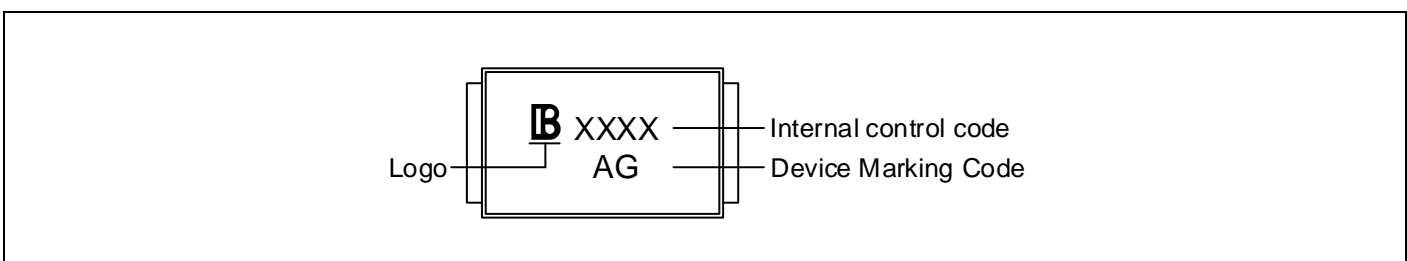 B XXXX
Internal control code
Logo
AG
Device Marking Code